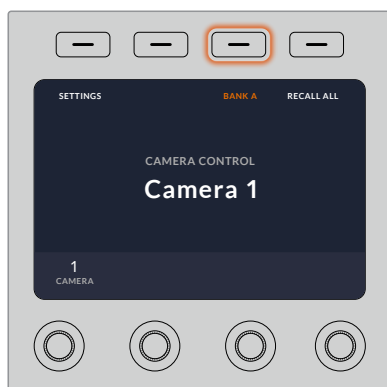 SETTINGS BANK A RECALL ALL
CAMERA CONTROL
Camera 1
1
CAMERA